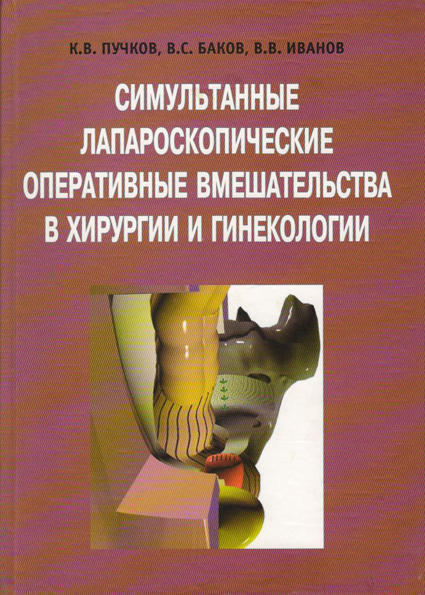 К.В. ПУЧКОВ, В.С. БАКОВ, В.В. ИВАНОВ
СИМУЛЬТАННЫЕ
ЛАПАРОСКОПИЧЕСКИЕ
ОПЕРАТИВНЫЕ ВМЕШАТЕЛЬСТВА
В ХИРУРГИИ И ГИНЕКОЛОГИИ